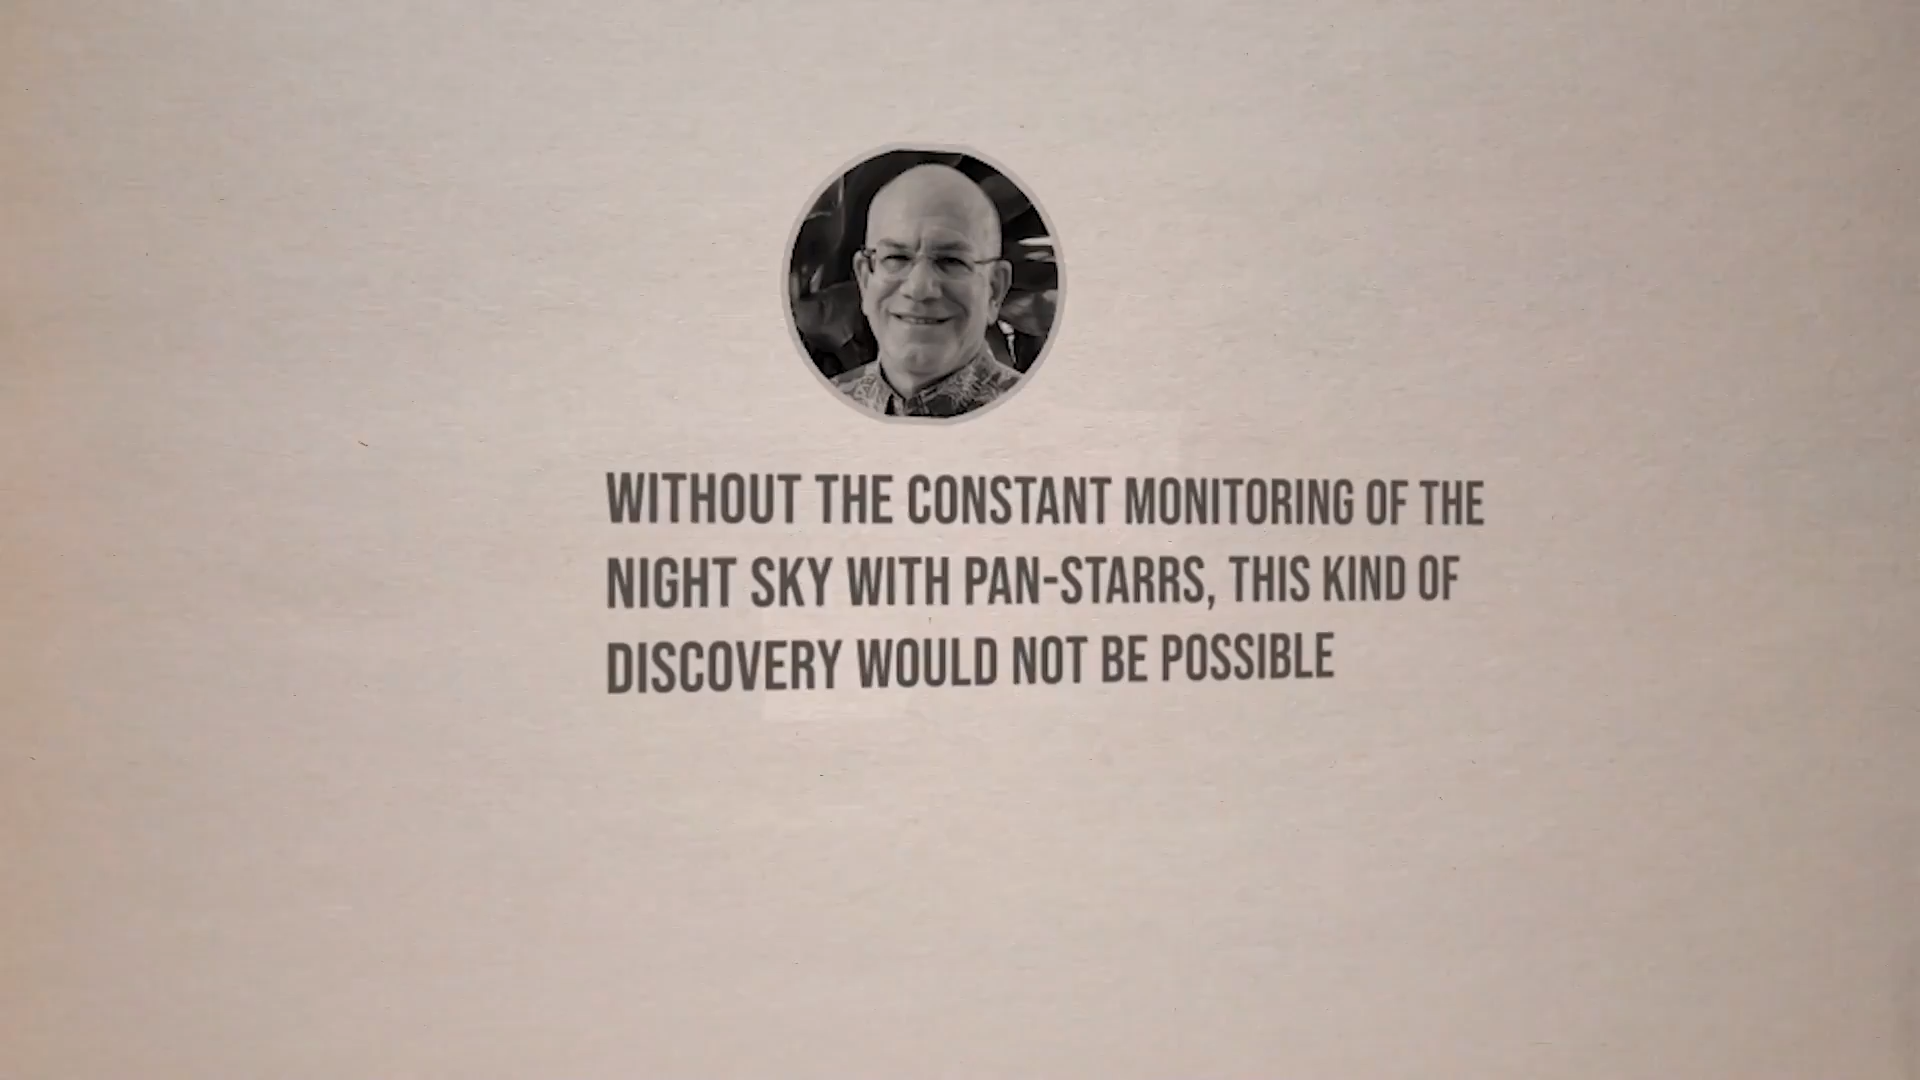 WITHOUT THE CONSTANT MONITORING OF THE
NIGHT SKY WITH PAN-STARRS, THIS KIND OF
DISCOVERY WOULD NOT BE POSSIBLE